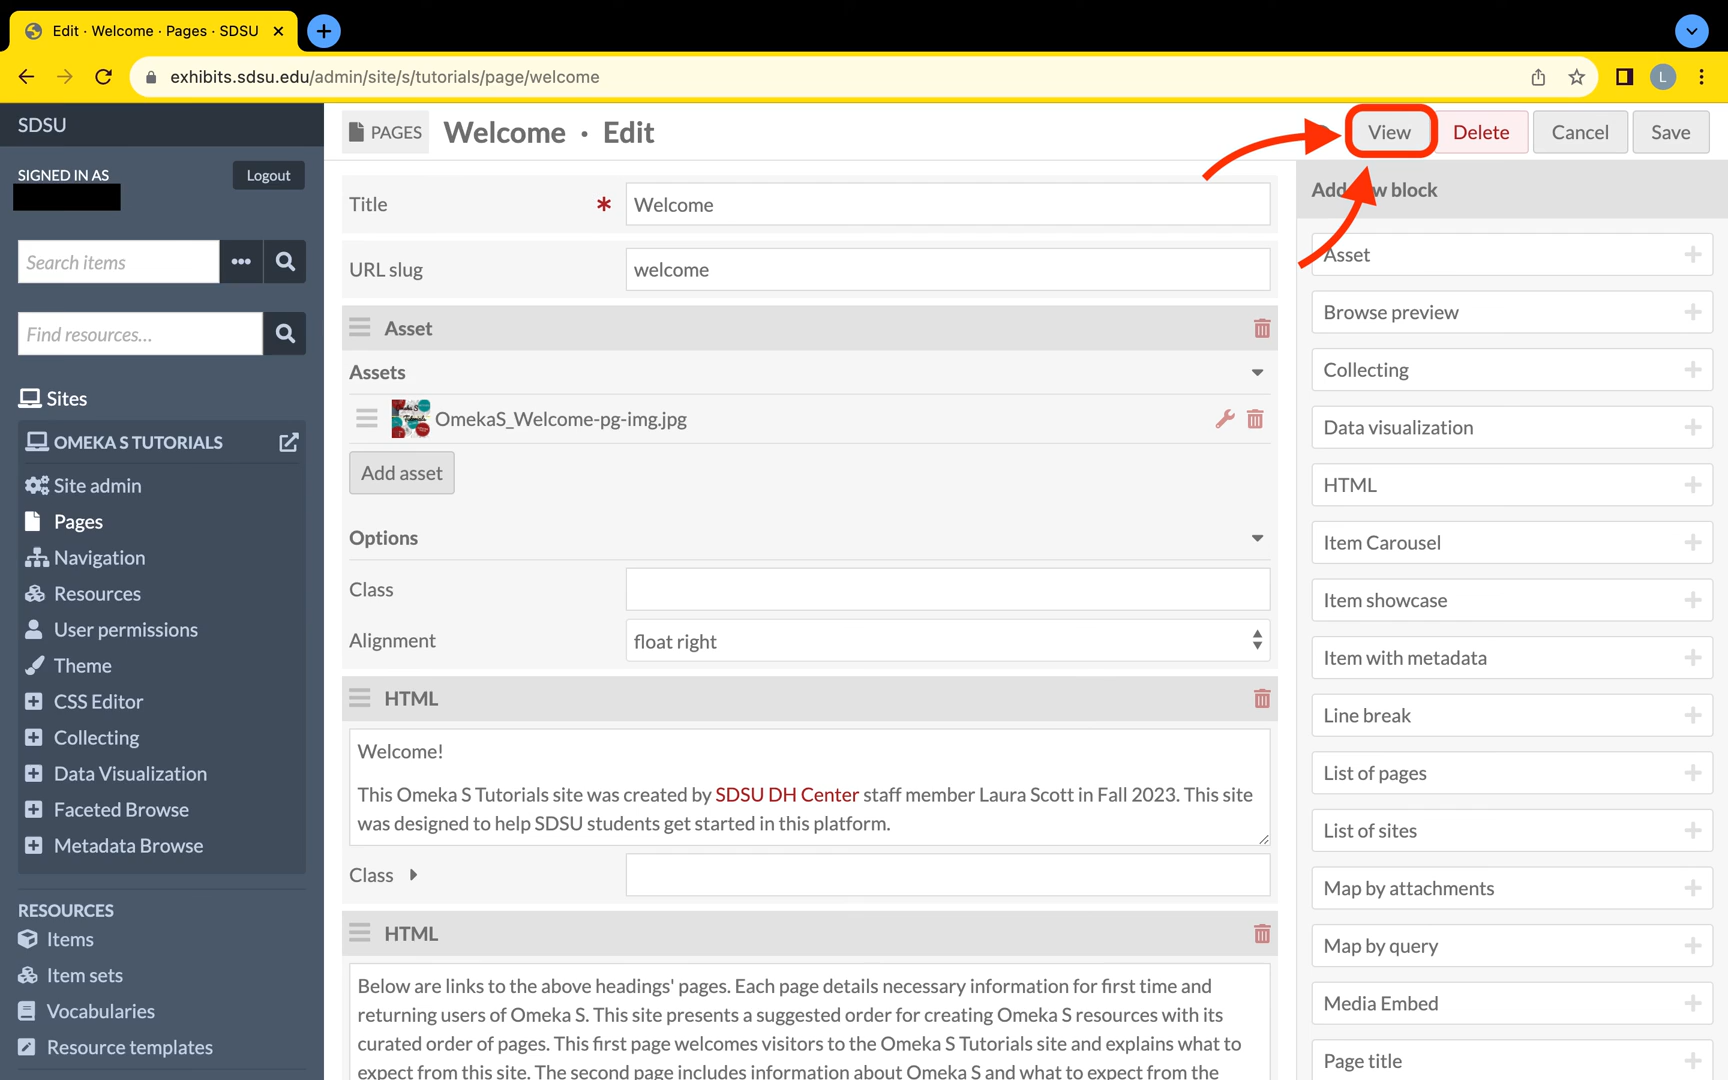 Edit · Welcome · Pages · SDSU
exhibits.sdsu.edu/admin/site/s/tutorials/page/welcome
L
SDSU
SIGNED IN AS
Logout
Search items
Find resources...
Sites
OMEKA S TUTORIALS
Site admin
Pages
Navigation
Resources
User permissions
Theme
CSS Editor
Collecting
Data Visualization
Faceted Browse
Metadata Browse
RESOURCES
Items
Item sets
Vocabularies
Resource templates
PAGES
Welcome · Edit
View
Delete
Cancel
Save
Title
*
Welcome
URL slug
welcome
Asset
Assets
OmekaS_Welcome-pg-img.jpg
Add asset
Options
Class
Alignment
float right
HTML
Welcome!
This Omeka S Tutorials site was created by SDSU DH Center staff member Laura Scott in Fall 2023. This site
was designed to help SDSU students get started in this platform.
Class
HTML
Below are links to the above headings' pages. Each page details necessary information for first time and
returning users of Omeka S. This site presents a suggested order for creating Omeka S resources with its
curated order of pages. This first page welcomes visitors to the Omeka S Tutorials site and explains what to
expect from this site. The second page includes information about Omeka S and what to expect from the
Add w block
Asset
Browse preview
Collecting
Data visualization
HTML
Item Carousel
Item showcase
Item with metadata
Line break
List of pages
List of sites
Map by attachments
Map by query
Media Embed
Page title